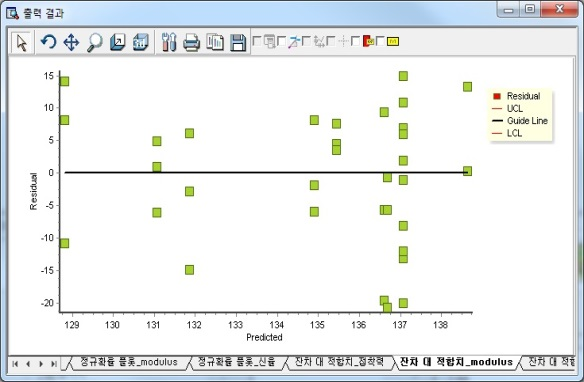 출력 결과
15
10
5
0
-5
-10
-15
-20
Residual
129
130
131
132
133
134
135
136
137
138
Predicted
Residual
UCL
Guide Line
LCL
정규확율 플롯_modulus
정규확율 플롯_신율
잔차 대 적합치_접착력
잔차 대 적합치_modulus
잔차 대 적합